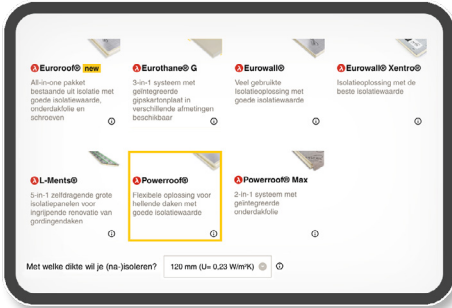 Euroroof® new
Eurothane® G
Eurowall®
Eurowall® Xentro®
All-in-one pakket
bestaande uit isolatie met
goede isolatiewaarde,
onderdakfolie en
schroeven
3-in-1 systeem met
geïntegreerde
gipskartonplaat in
verschillende afmetingen
beschikbaar
Veel gebruikte
isolatieoplossing met
goede isolatiewaarde
Isolatieoplossing met de
beste isolatiewaarde
L-Ments®
Powerroof®
Powerroof® Max
5-in-1 zelfdragende grote
isolatiepanelen voor
ingrijpende renovatie van
gordingendaken
Flexibele oplossing voor
hellende daken met
goede isolatiewaarde
2-in-1 systeem met
geïntegreerde
onderdakfolie
Met welke dikte wil je (na-)isoleren? 120 mm (U= 0,23 W/m²K)